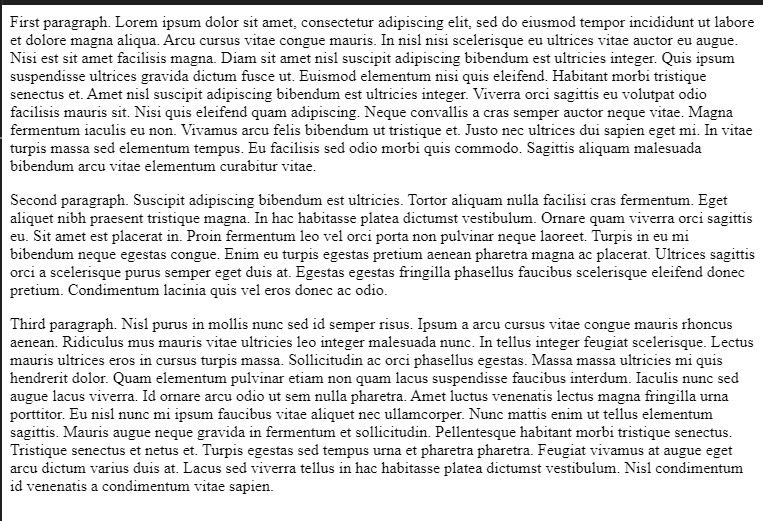 First paragraph. Lorem ipsum dolor sit amet, consectetur adipiscing elit, sed do eiusmod tempor incididunt ut labore
et dolore magna aliqua. Arcu cursus vitae congue mauris. In nisl nisi scelerisque eu ultrices vitae auctor eu augue.
Nisi est sit amet facilisis magna. Diam sit amet nisl suscipit adipiscing bibendum est ultricies integer. Quis ipsum
suspendisse ultrices gravida dictum fusce ut. Euismod elementum nisi quis eleifend. Habitant morbi tristique
senectus et. Amet nisl suscipit adipiscing bibendum est ultricies integer. Viverra orci sagittis eu volutpat odio
facilisis mauris sit. Nisi quis eleifend quam adipiscing. Neque convallis a cras semper auctor neque vitae. Magna
fermentum iaculis eu non. Vivamus arcu felis bibendum ut tristique et. Justo nec ultrices dui sapien eget mi. In vitae
turpis massa sed elementum tempus. Eu facilisis sed odio morbi quis commodo. Sagittis aliquam malesuada
bibendum arcu vitae elementum curabitur vitae.
Second paragraph. Suscipit adipiscing bibendum est ultricies. Tortor aliquam nulla facilisi cras fermentum. Eget
aliquet nibh praesent tristique magna. In hac habitasse platea dictumst vestibulum. Ornare quam viverra orci sagittis
eu. Sit amet est placerat in. Proin fermentum leo vel orci porta non pulvinar neque laoreet. Turpis in eu mi
bibendum neque egestas congue. Enim eu turpis egestas pretium aenean pharetra magna ac placerat. Ultrices sagittis
orci a scelerisque purus semper eget duis at. Egestas egestas fringilla phasellus faucibus scelerisque eleifend donec
pretium. Condimentum lacinia quis vel eros donec ac odio.
Third paragraph. Nisl purus in mollis nunc sed id semper risus. Ipsum a arcu cursus vitae congue mauris rhoncus
aenean. Ridiculus mus mauris vitae ultricies leo integer malesuada nunc. In tellus integer feugiat scelerisque. Lectus
mauris ultrices eros in cursus turpis massa. Sollicitudin ac orci phasellus egestas. Massa massa ultricies mi quis
hendrerit dolor. Quam elementum pulvinar etiam non quam lacus suspendisse faucibus interdum. Iaculis nunc sed
augue lacus viverra. Id ornare arcu odio ut sem nulla pharetra. Amet luctus venenatis lectus magna fringilla urna
porttitor. Eu nisl nunc mi ipsum faucibus vitae aliquet nec ullamcorper. Nunc mattis enim ut tellus elementum
sagittis. Mauris augue neque gravida in fermentum et sollicitudin. Pellentesque habitant morbi tristique senectus.
Tristique senectus et netus et. Turpis egestas sed tempus urna et pharetra pharetra. Feugiat vivamus at augue eget
arcu dictum varius duis at. Lacus sed viverra tellus in hac habitasse platea dictumst vestibulum. Nisl condimentum
id venenatis a condimentum vitae sapien.